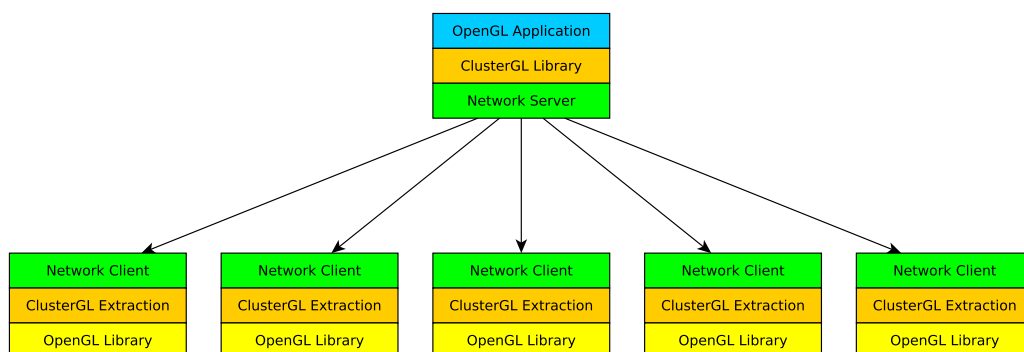 OpenGL Application
ClusterGL Library
Network Server
Network Client Network Client Network Client Network Client Network Client
ClusterGL Extraction ClusterGL Extraction ClusterGL Extraction ClusterGL Extraction ClusterGL Extraction
OpenGL Library OpenGL Library OpenGL Library OpenGL Library OpenGL Library